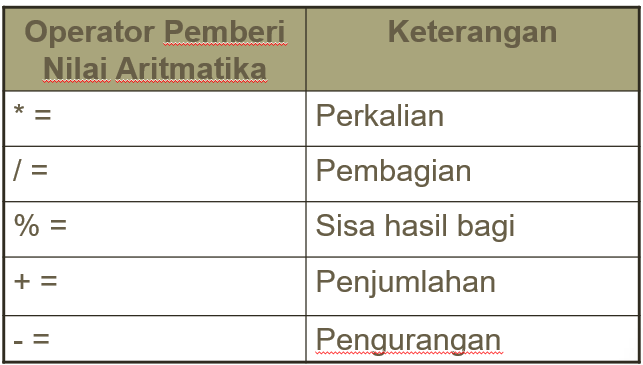 Operator Pemberi
Nilai Aritmatika
Keterangan
* =
Perkalian
/ =
Pembagian
% =
Sisa hasil bagi
+ =
Penjumlahan
- =
Pengurangan